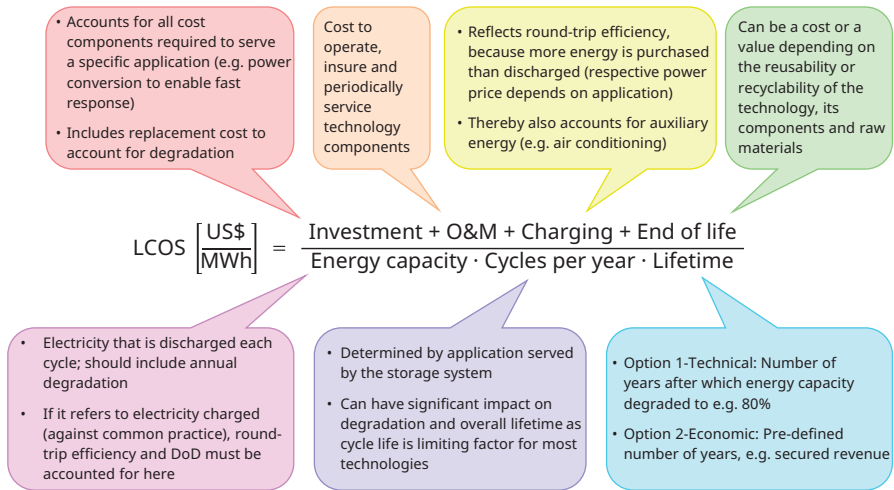 • Accounts for all cost
components required to serve
a specific application (e.g. power
conversion to enable fast
response)
• Includes replacement cost to
account for degradation
Cost to
operate,
insure and
periodically
service
technology
components
• Reflects round-trip efficiency,
because more energy is purchased
than discharged (respective power
price depends on application)
• Thereby also accounts for auxiliary
energy (e.g. air conditioning)
Can be a cost or a
value depending on
the reusability or
recyclability of the
technology, its
components and raw
materials
LCOS [US$/MWh] = Investment + O&M + Charging + End of life
Energy capacity · Cycles per year · Lifetime
• Electricity that is discharged each
cycle; should include annual
degradation
• If it refers to electricity charged
(against common practice), round-
trip efficiency and DoD must be
accounted for here
• Determined by application served
by the storage system
• Can have significant impact on
degradation and overall lifetime as
cycle life is limiting factor for most
technologies
• Option 1-Technical: Number of
years after which energy capacity
degraded to e.g. 80%
• Option 2-Economic: Pre-defined
number of years, e.g. secured revenue